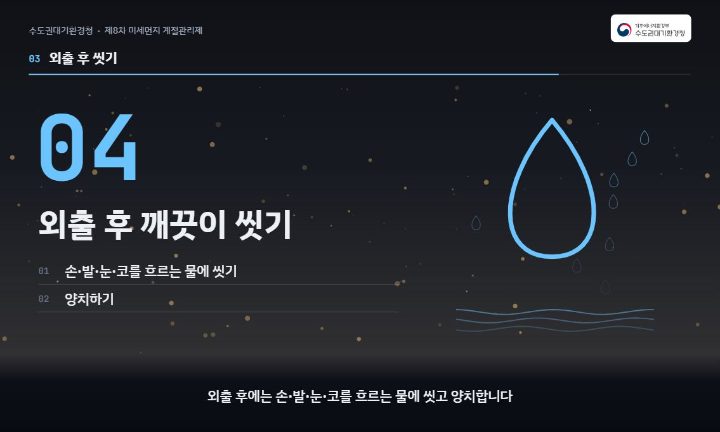 수도권대기환경청 · 제8차 미세먼지 계절관리제
수도권대기환경청
03 외출 후 씻기
04
외출 후 깨끗이 씻기
01 손·발·눈·코를 흐르는 물에 씻기
02 양치하기
외출 후에는 손·발·눈·코를 흐르는 물에 씻고 양치합니다